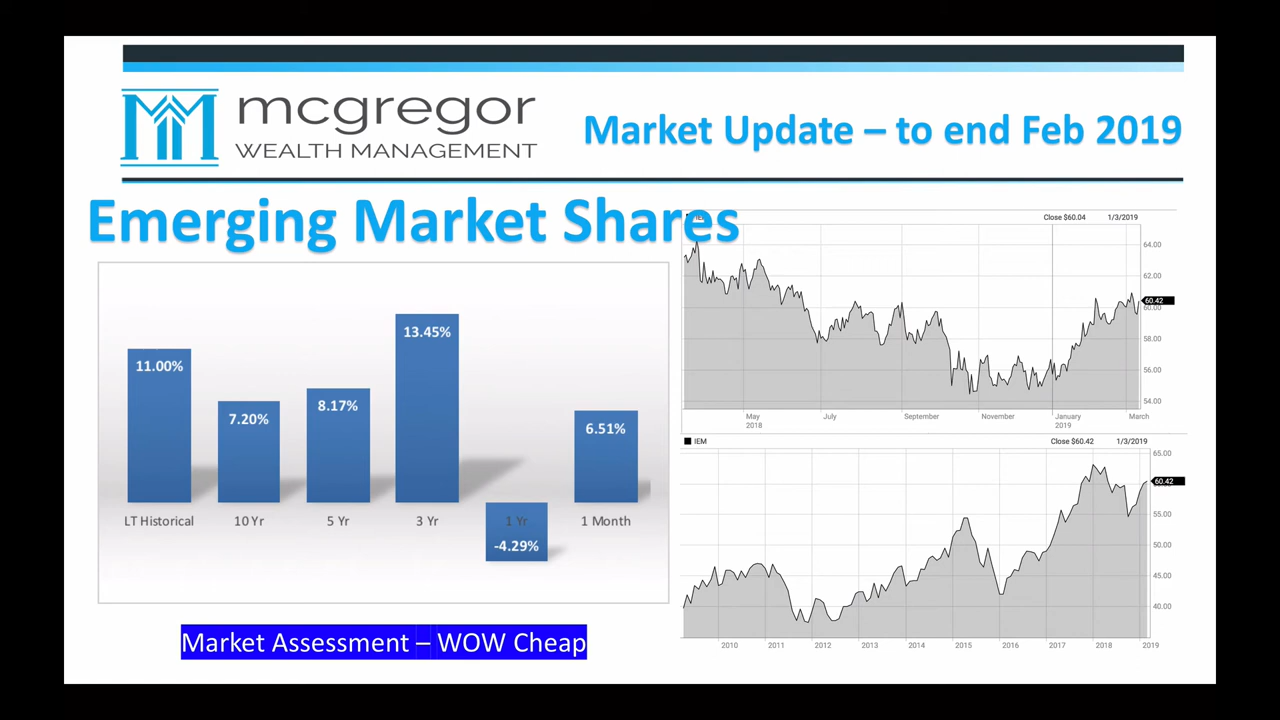 mcgregor
WEALTH MANAGEMENT
Market Update – to end Feb 2019
Emerging Market Shares
11.00%
7.20%
8.17%
13.45%
6.51%
LT Historical
10 Yr
5 Yr
3 Yr
1 Yr
1 Month
-4.29%
Market Assessment – WOW Cheap
Close $60.04 1/3/2019
64.00
62.00
60.42
60.00
58.00
56.00
54.00
May
2018
July
September
November
January
2019
March
IEM
Close $60.42 1/3/2019
65.00
60.42
55.00
50.00
45.00
40.00
2010
2011
2012
2013
2014
2015
2016
2017
2018
2019